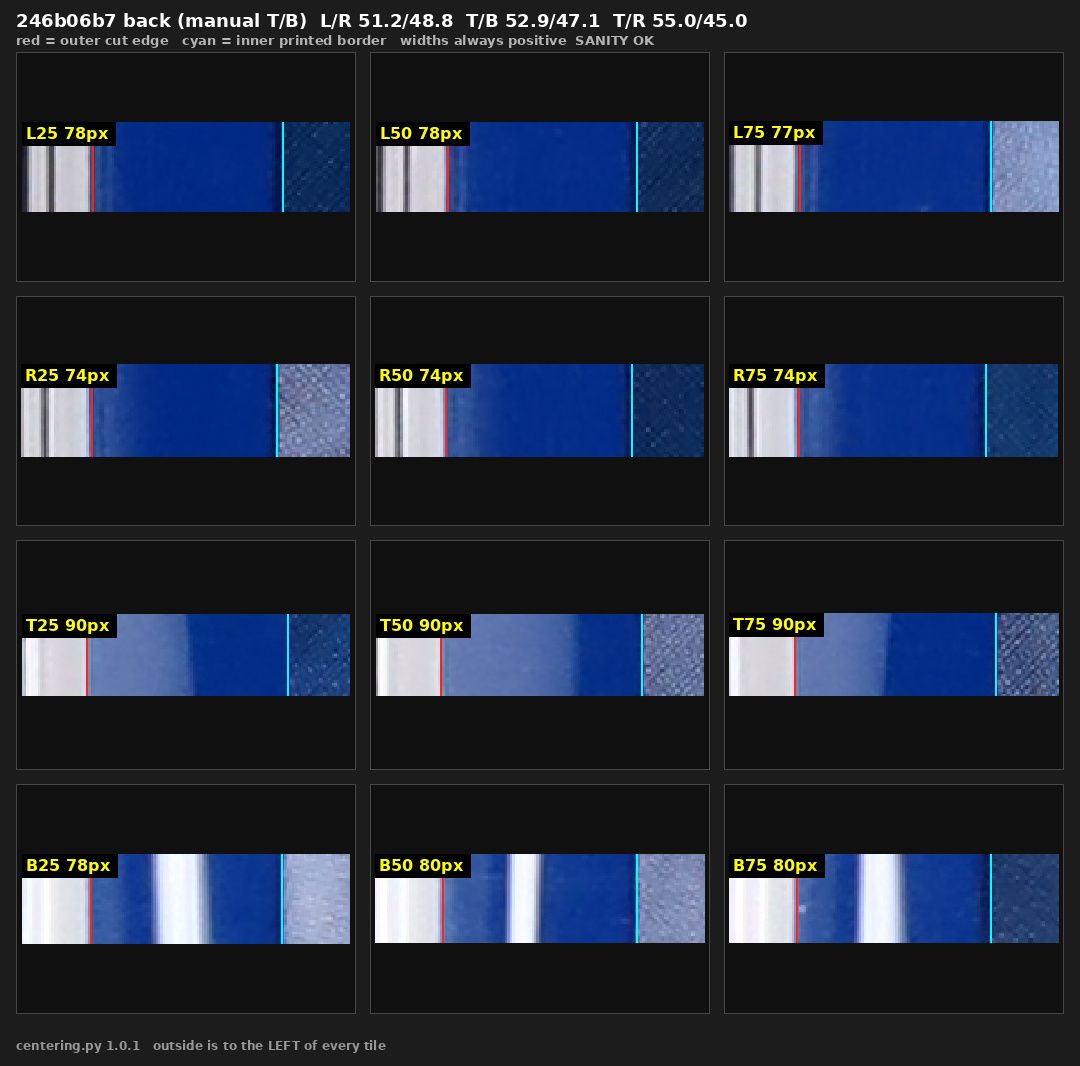 246b06b7 back (manual T/B)  L/R 51.2/48.8  T/B 52.9/47.1  T/R 55.0/45.0
red = outer cut edge   cyan = inner printed border   widths always positive  SANITY OK
L25 78px
L50 78px
L75 77px
R25 74px
R50 74px
R75 74px
T25 90px
T50 90px
T75 90px
B25 78px
B50 80px
B75 80px
centering.py 1.0.1   outside is to the LEFT of every tile